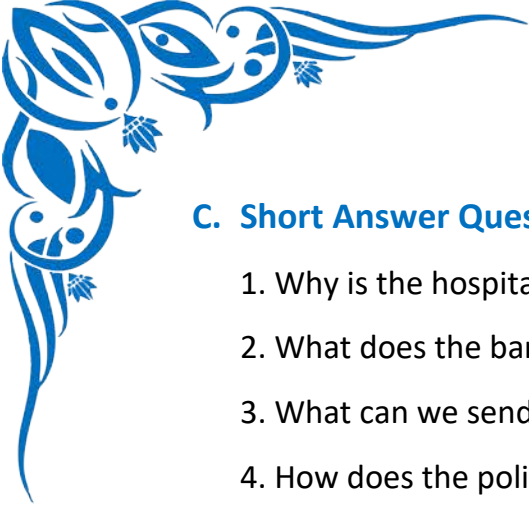 C. Short Answer Ques
1. Why is the hospita
2. What does the ba
3. What can we send
4. How does the poli